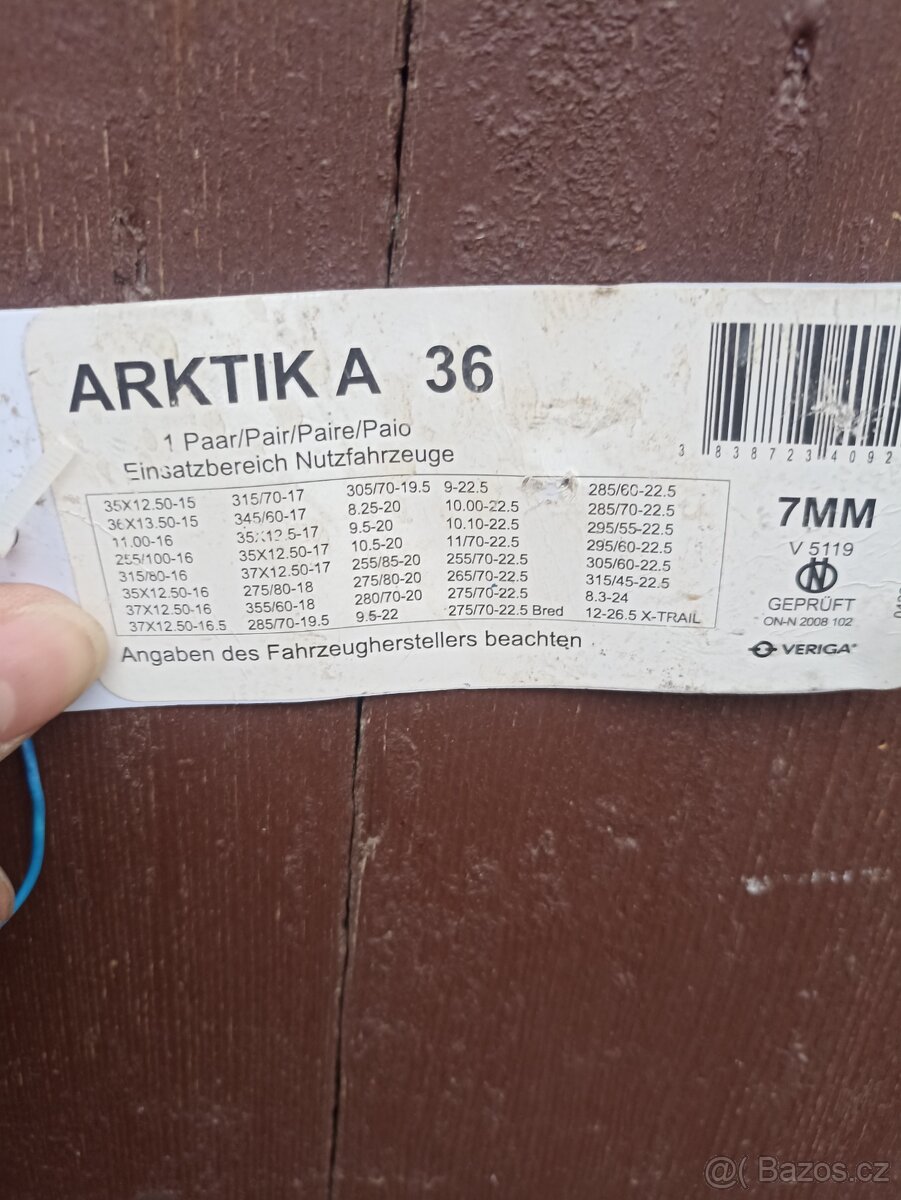 ARKTIK A 36
1 Paar/Pair/Paire/Paio
Einsatzbereich Nutzfahrzeuge
35X12.50-15 315/70-17 305/70-19.5 9-22.5 285/60-22.5
36X13.50-15 345/60-17 8.25-20 10.00-22.5 285/70-22.5
11.00-16 35X12.5-17 9.5-20 10.10-22.5 295/55-22.5
255/100-16 35X12.50-17 10.5-20 11/70-22.5 295/60-22.5
315/80-16 37X12.50-17 255/85-20 255/70-22.5 305/60-22.5
35X12.50-16 275/80-18 275/80-20 265/70-22.5 315/45-22.5
37X12.50-16 355/60-18 280/70-20 275/70-22.5 8.3-24
37X12.50-16.5 285/70-19.5 9.5-22 275/70-22.5 Bred 12-26.5 X-TRAIL
Angaben des Fahrzeugherstellers beachten
3 838723 4092
7MM
V 5119
N
GEPRÜFT
ON-N 2008 102
VERIGA®
@( Bazos.cz